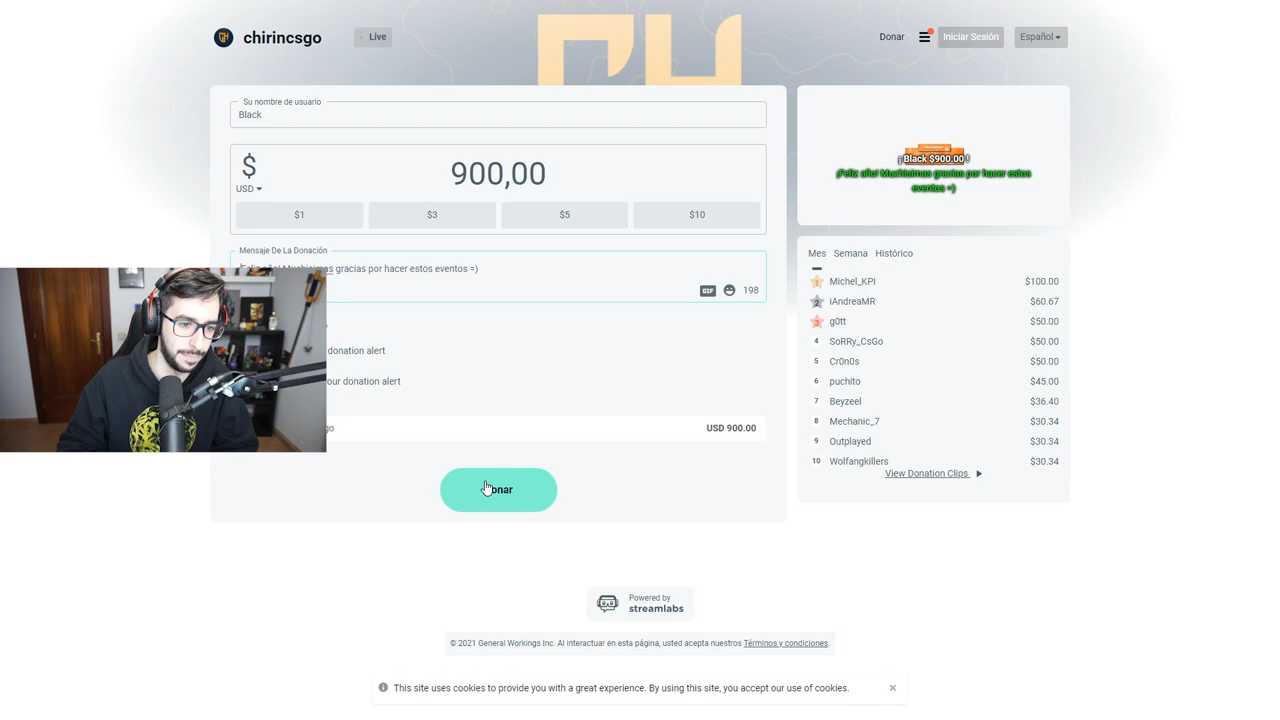 chirincsgo
Live
Donar
Iniciar Sesión
Español
Su nombre de usuario
Black
$
USD
900,00
$1
$3
$5
$10
Mensaje De La Donación
gracias por hacer estos eventos =)
GIF
198
donation alert
your donation alert
USD 900.00
Donar
¡Black $900.00 !
¡Feliz año! Muchísimas gracias por hacer estos
eventos =)
Mes Semana Histórico
1 Michel_KPI $100.00
2 iAndreaMR $60.67
3 g0tt $50.00
4 SoRRy_CsGo $50.00
5 Cr0n0s $50.00
6 puchito $45.00
7 Beyzeel $36.40
8 Mechanic_7 $30.34
9 Outplayed $30.34
10 Wolfangkillers $30.34
View Donation Clips
Powered by
streamlabs
© 2021 General Workings Inc. Al interactuar en esta página, usted acepta nuestros Términos y condiciones.
This site uses cookies to provide you with a great experience. By using this site, you accept our use of cookies.